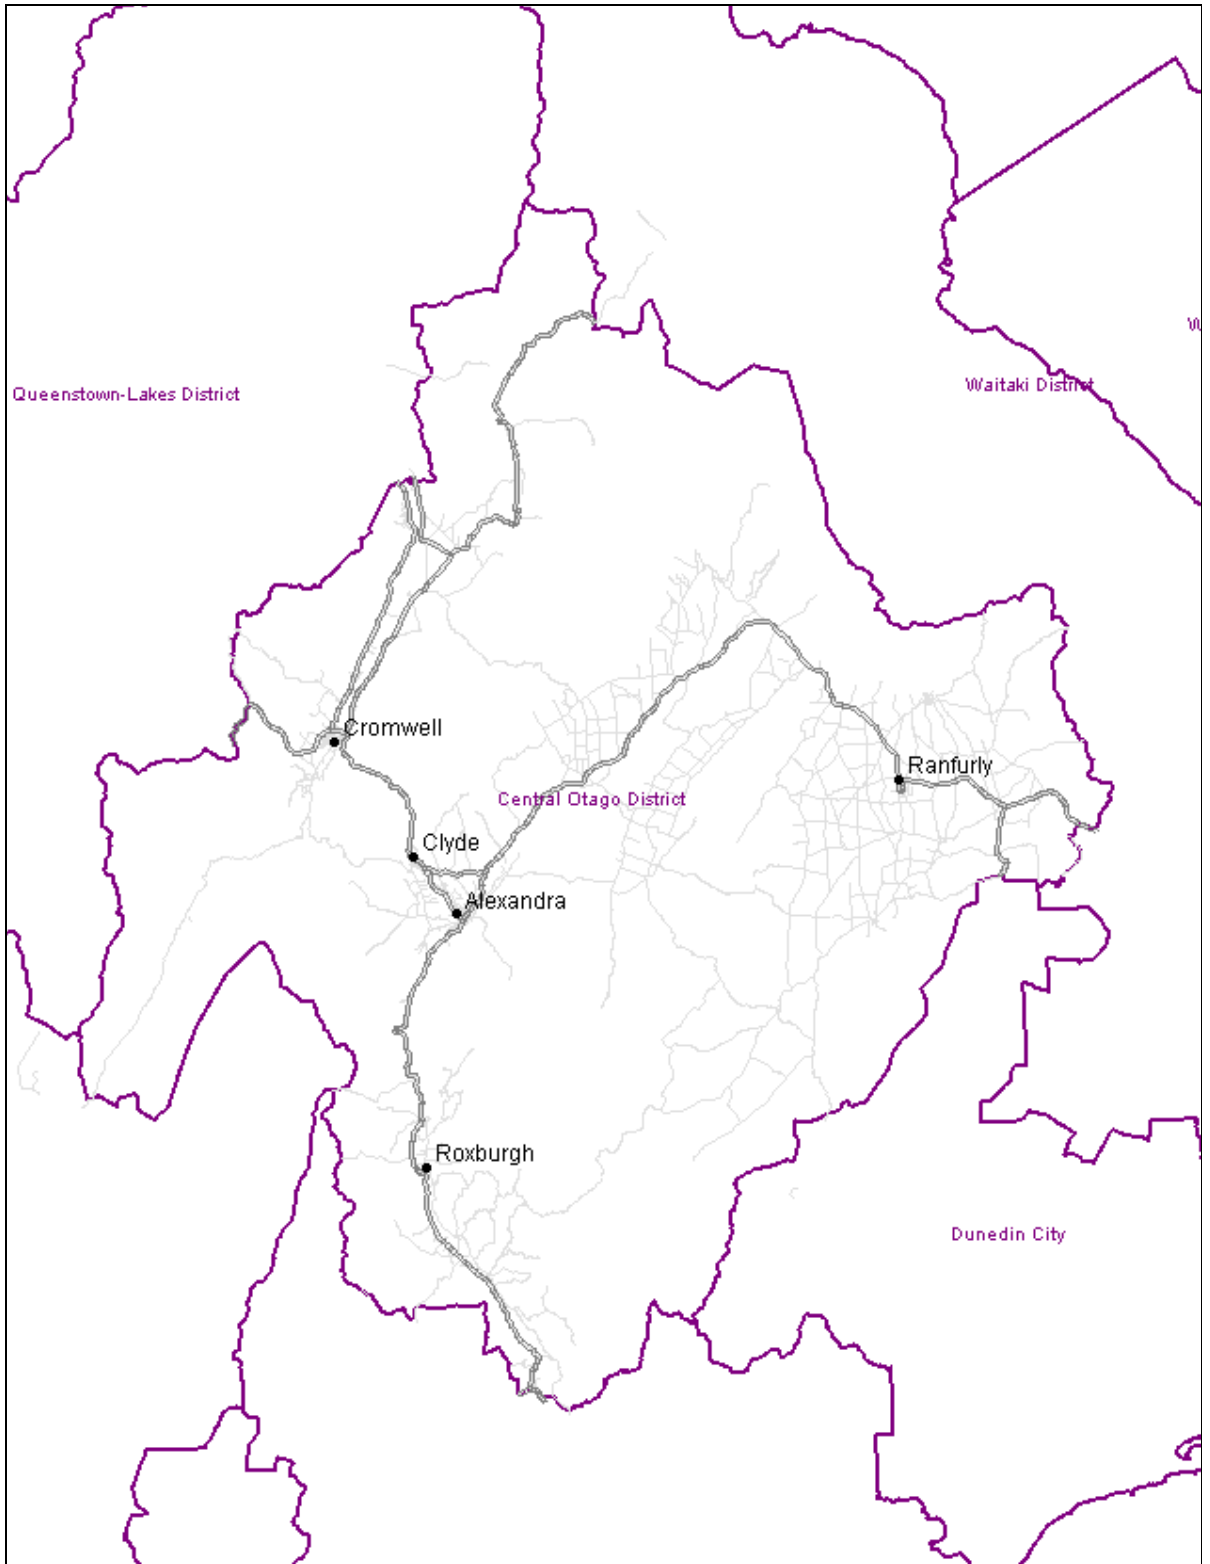 Queenstown-Lakes District
Waitaki District
Cromwell
Ranfurly
Central Otago District
Clyde
Alexandra
Roxburgh
Dunedin City